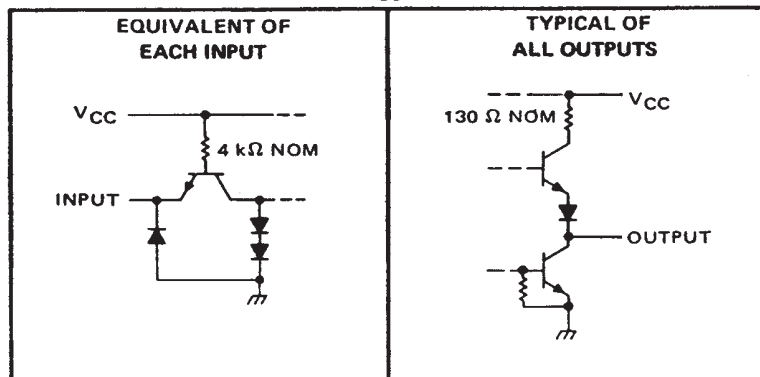 EQUIVALENT OF
EACH INPUT
VCC
4 kΩ NOM
INPUT
TYPICAL OF
ALL OUTPUTS
VCC
130 Ω NOM
OUTPUT